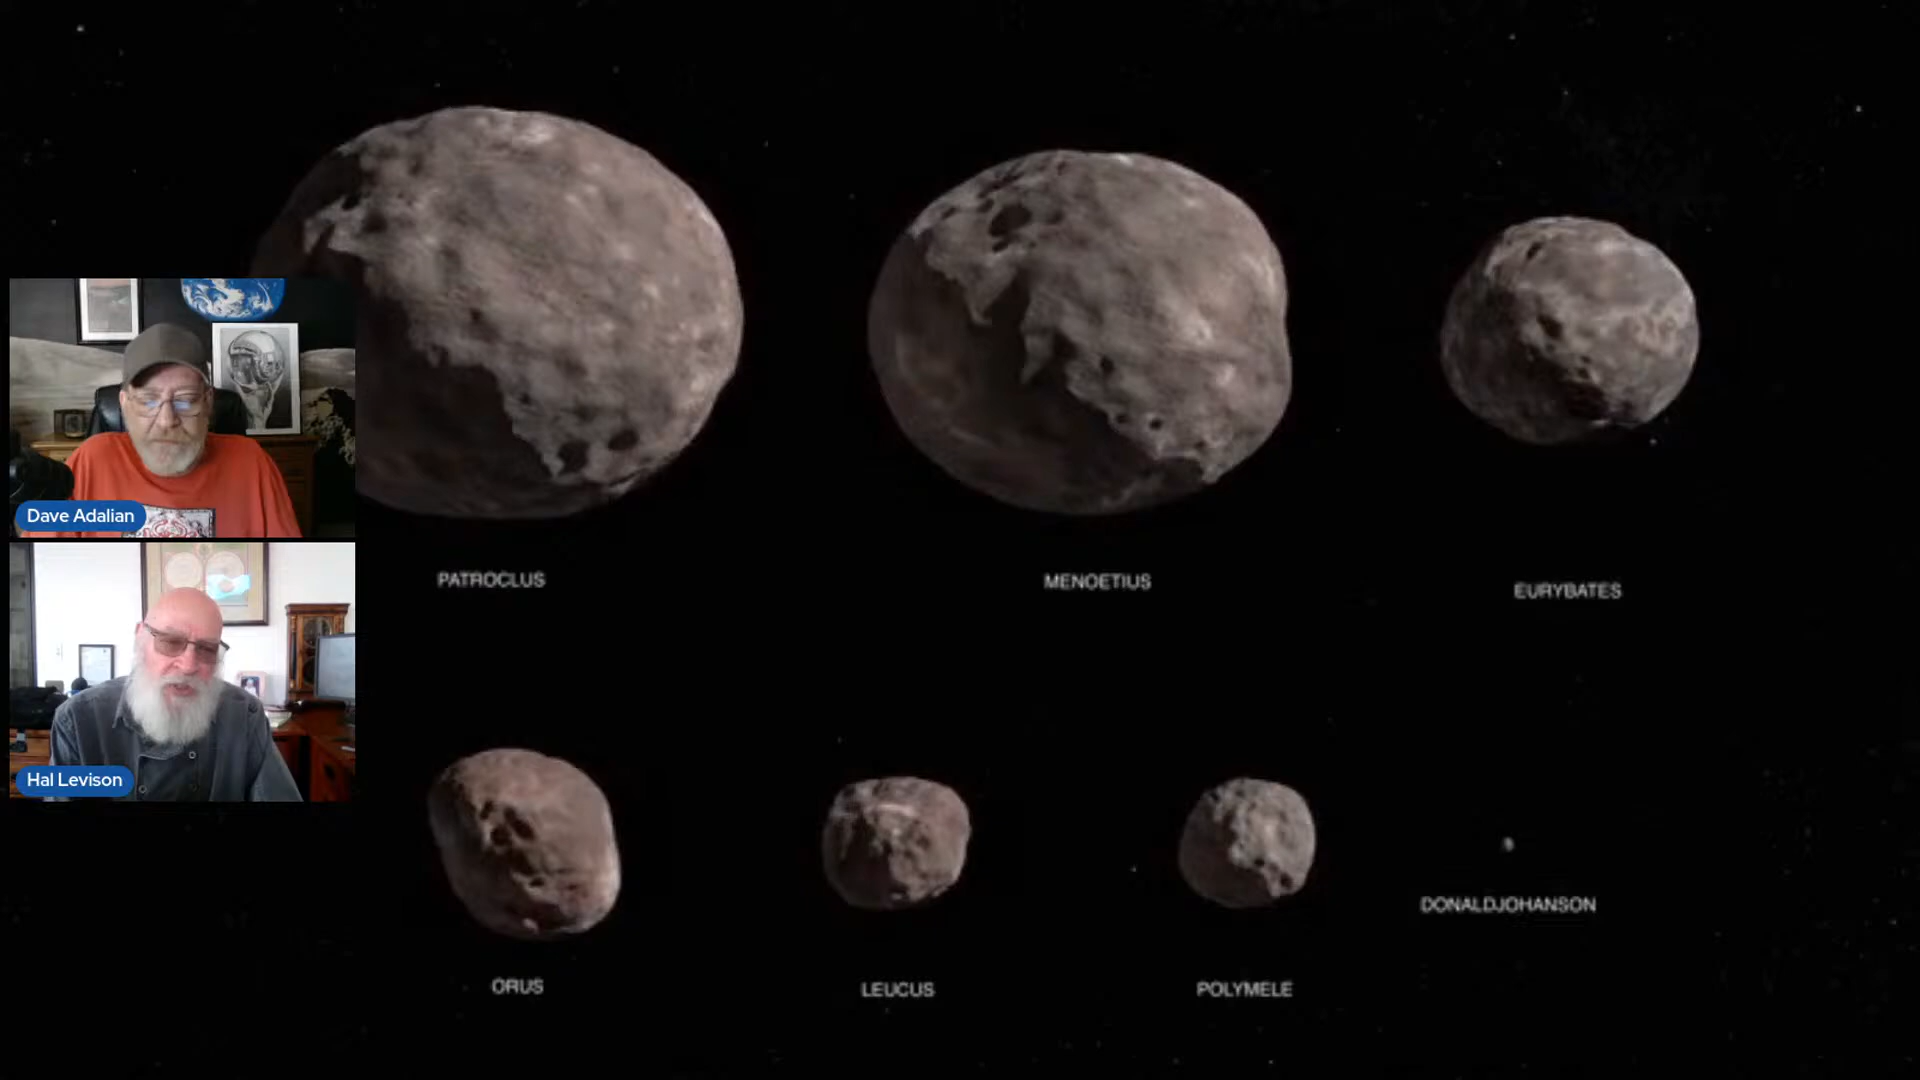 Dave Adalian
PATROCLUS
MENOETIUS
EURYBATES
Hal Levison
DONALDJOHANSON
ORUS
LEUCUS
POLYMELE